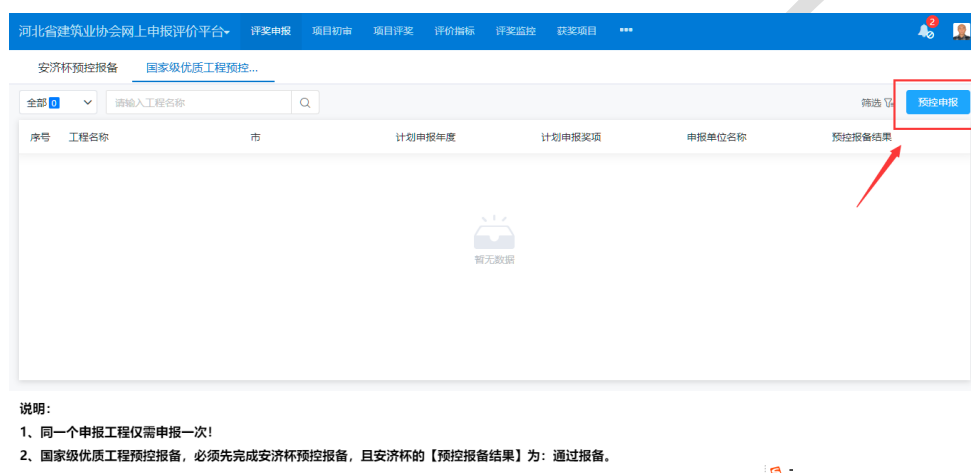 河北省建筑业协会网上申报评价平台 评奖申报 项目初审 项目评奖 评价指标 评奖监控 获奖项目 ••• 2
安济杯预控报备 国家级优质工程预控...
全部 0 请输入工程名称 筛选 预控申报
序号 工程名称 市 计划申报年度 计划申报奖项 申报单位名称 预控报备结果
暂无数据
说明：
1、同一个申报工程仅需申报一次！
2、国家级优质工程预控报备，必须先完成安济杯预控报备，且安济杯的【预控报备结果】为：通过报备。